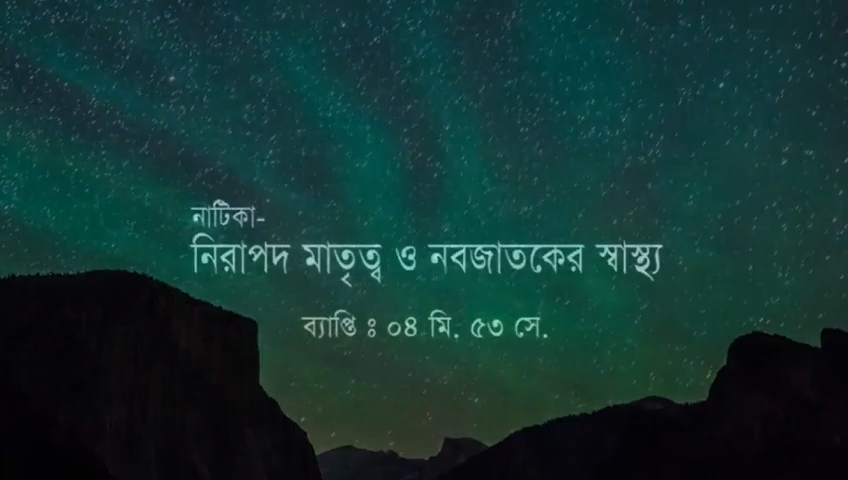 নাটিকা-
নিরাপদ মাতৃত্ব ও নবজাতকের স্বাস্থ্য
ব্যাপ্তি ঃ ০৪ মি. ৫৩ সে.